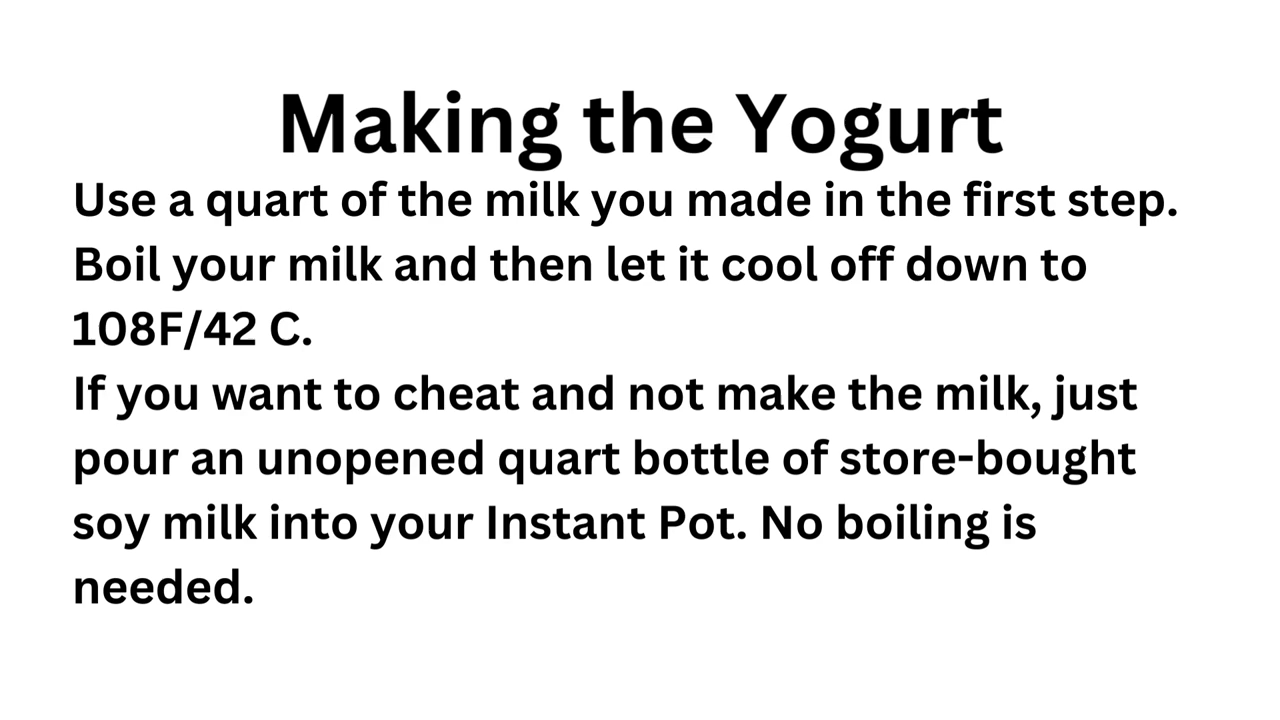 Making the Yogurt
Use a quart of the milk you made in the first step.
Boil your milk and then let it cool off down to
108F/42 C.
If you want to cheat and not make the milk, just
pour an unopened quart bottle of store-bought
soy milk into your Instant Pot. No boiling is
needed.